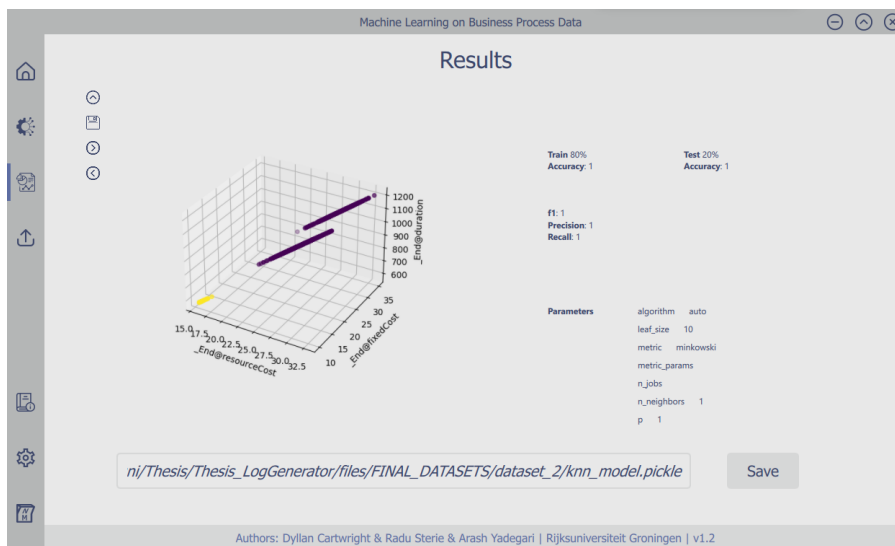 Machine Learning on Business Process Data
Results
Train 80%
Accuracy: 1
Test 20%
Accuracy: 1
f1: 1
Precision: 1
Recall: 1
1200
1100
1000
900
800
700
600
_End@duration
35
30
25
20
15
10
_End@fixedCost
15.0 17.5 20.0 22.5 25.0 27.5 30.0 32.5
_End@resourceCost
Parameters
algorithm auto
leaf_size 10
metric minkowski
metric_params
n_jobs
n_neighbors 1
p 1
ni/Thesis/Thesis_LogGenerator/files/FINAL_DATASETS/dataset_2/knn_model.pickle
Save
N
M
Authors: Dyllan Cartwright & Radu Sterie & Arash Yadegari | Rijksuniversiteit Groningen | v1.2